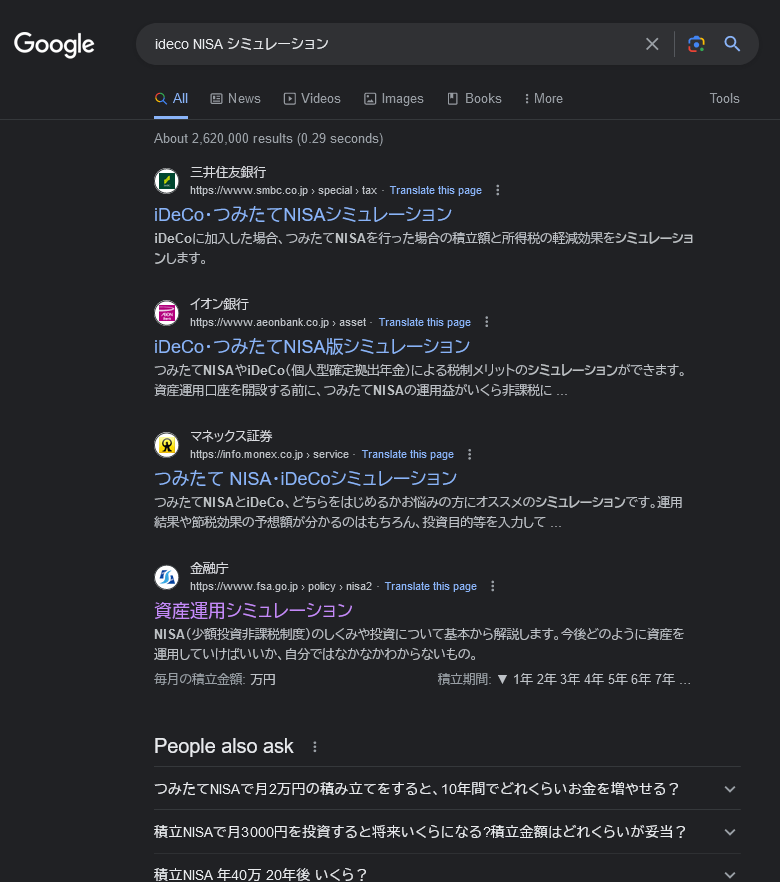 Google
ideco NISA シミュレーション
All News Videos Images Books More Tools
About 2,620,000 results (0.29 seconds)
三井住友銀行
https://www.smbc.co.jp › special › tax · Translate this page
iDeCo・つみたてNISAシミュレーション
iDeCoに加入した場合、つみたてNISAを行った場合の積立額と所得税の軽減効果をシミュレーショ
ンします。
イオン銀行
https://www.aeonbank.co.jp › asset · Translate this page
iDeCo・つみたてNISA版シミュレーション
つみたてNISAやiDeCo（個人型確定拠出年金）による税制メリットのシミュレーションができます。
資産運用口座を開設する前に、つみたてNISAの運用益がいくら非課税に ...
マネックス証券
https://info.monex.co.jp › service · Translate this page
つみたて NISA・iDeCoシミュレーション
つみたてNISAとiDeCo、どちらをはじめるかお悩みの方にオススメのシミュレーションです。運用
結果や節税効果の予想額が分かるのはもちろん、投資目的等を入力して ...
金融庁
https://www.fsa.go.jp › policy › nisa2 · Translate this page
資産運用シミュレーション
NISA（少額投資非課税制度）のしくみや投資について基本から解説します。今後どのように資産を
運用していけばいいか、自分ではなかなかわからないもの。
毎月の積立金額: 万円 積立期間: ▼ 1年 2年 3年 4年 5年 6年 7年 ...
People also ask
つみたてNISAで月2万円の積み立てをすると、10年間でどれくらいお金を増やせる？
積立NISAで月3000円を投資すると将来いくらになる?積立金額はどれくらいが妥当？
積立NISA 年40万 20年後 いくら？